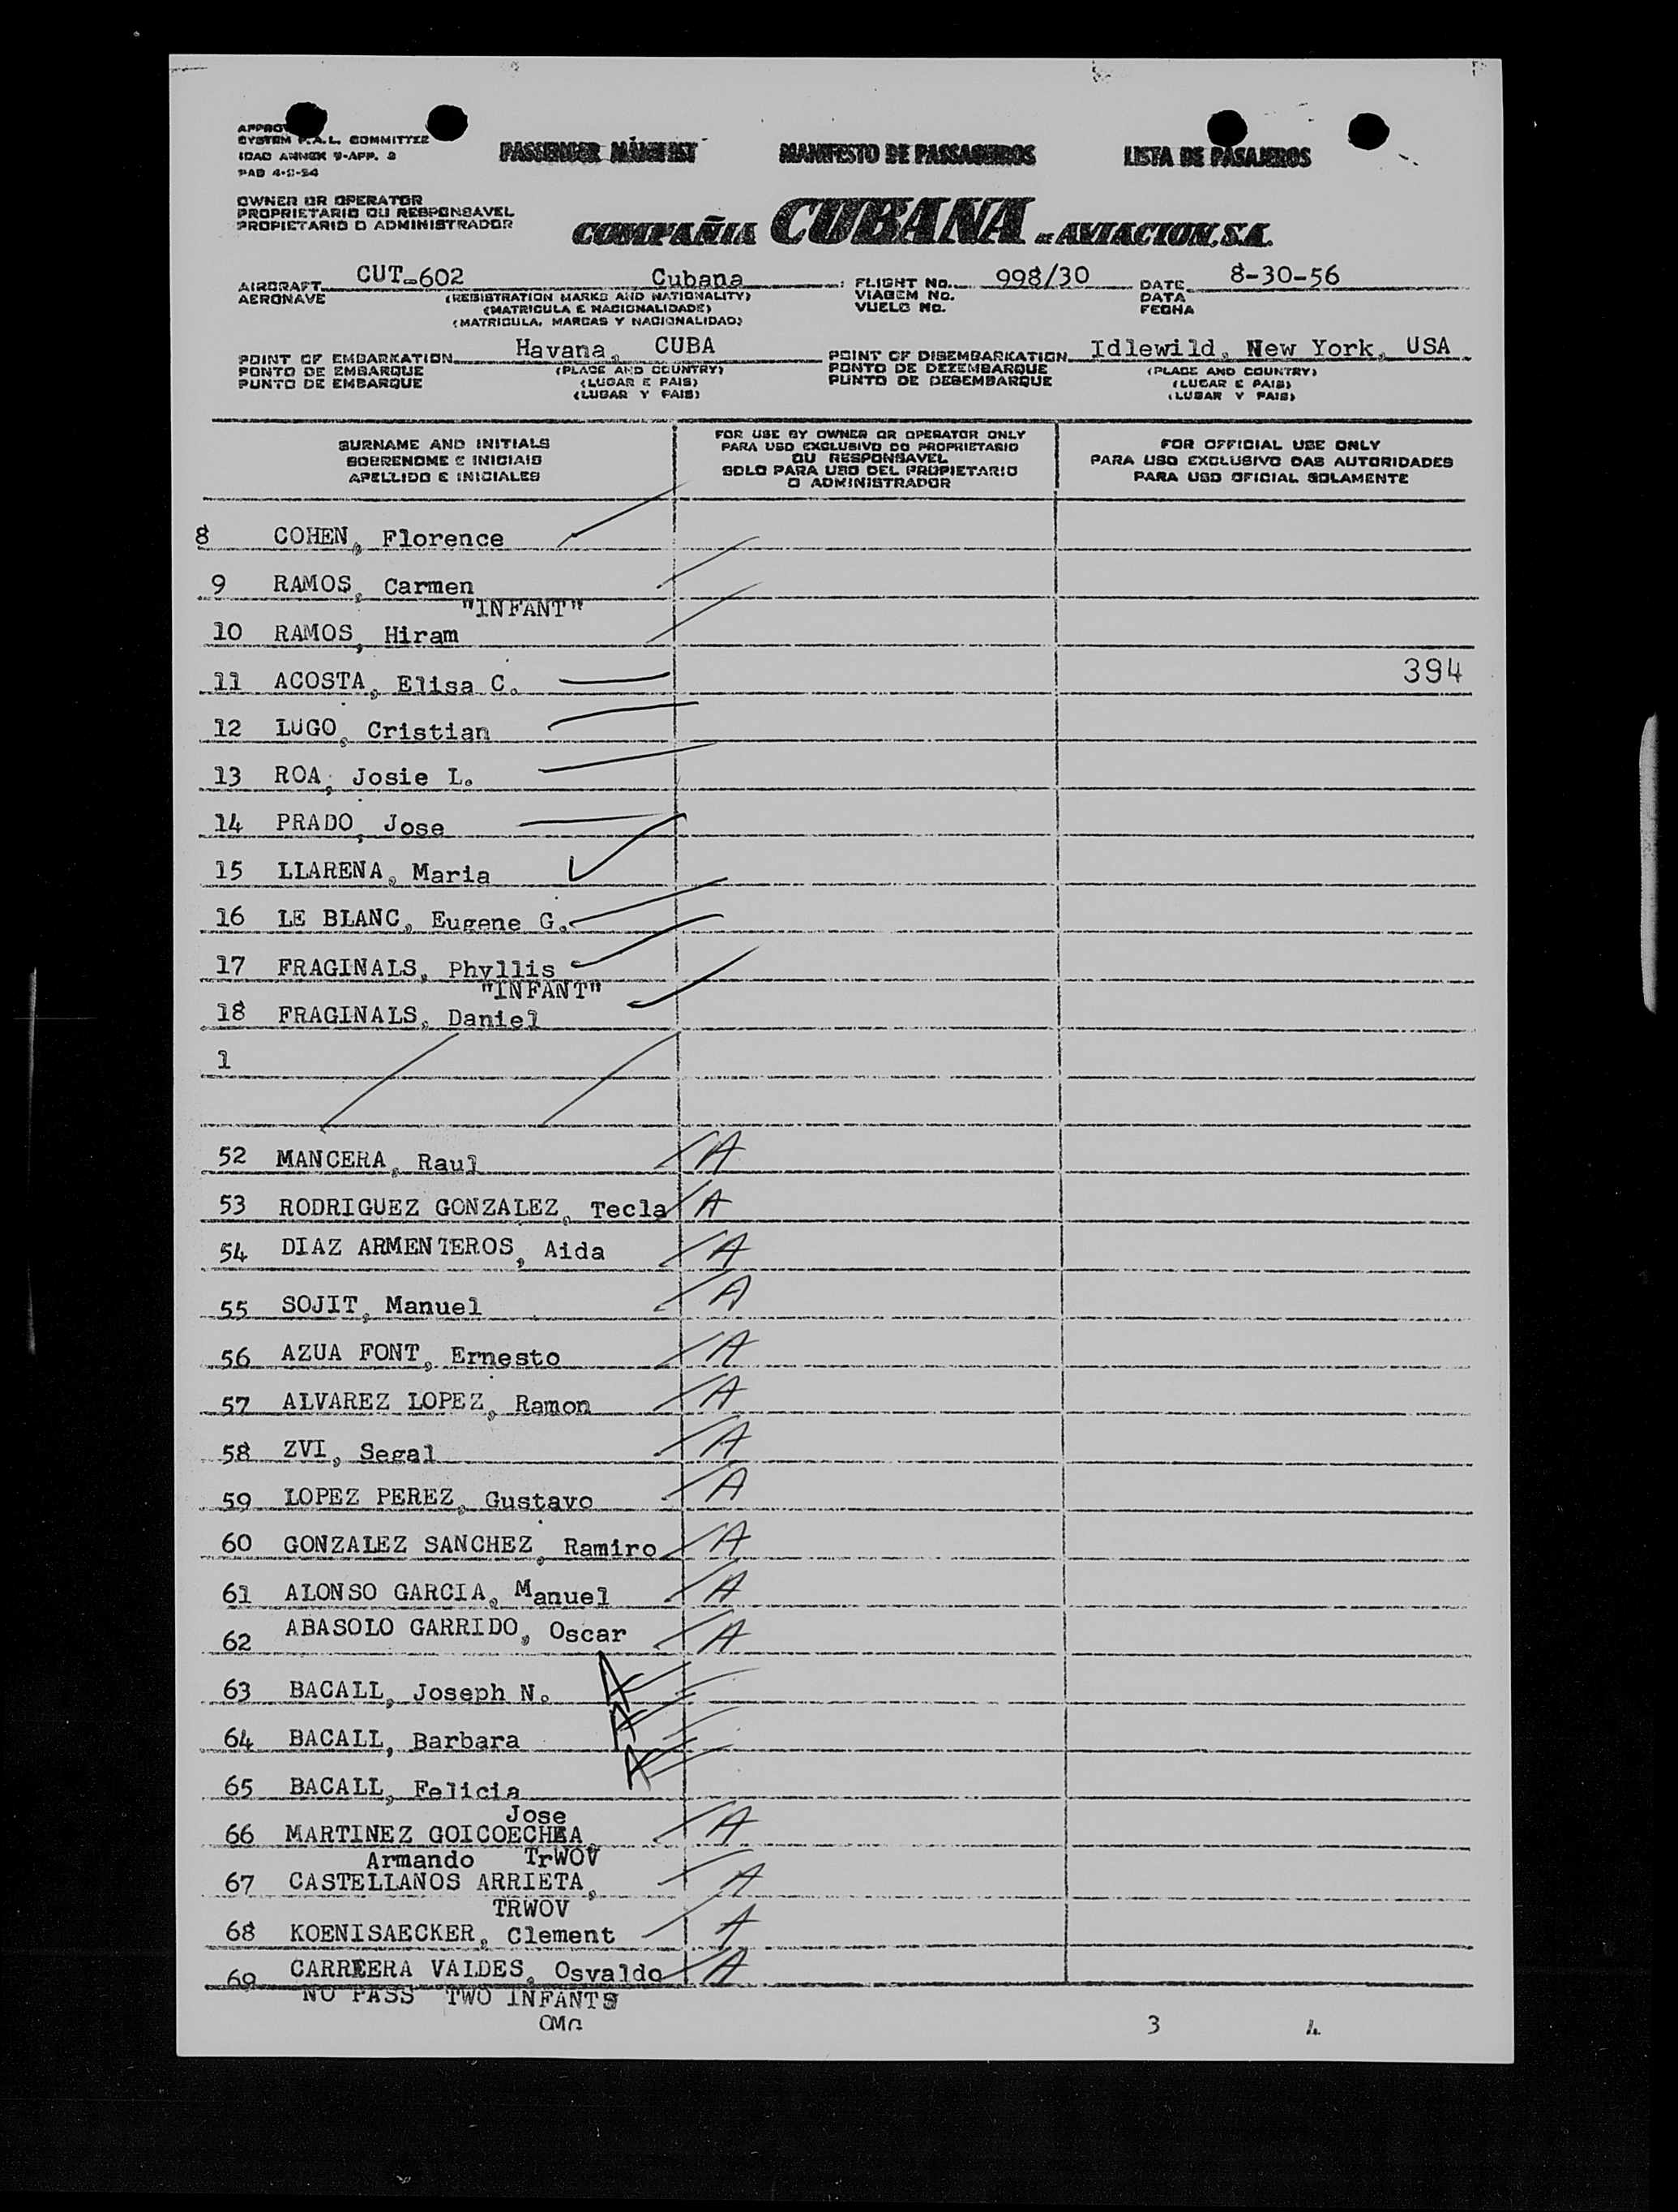 SYSTEM F.A.L. COMMITTEE
ICAO ANNEX 9-APP. 3
PASSENGER MANIFEST MANIFESTO DE PASSAGEIROS LISTA DE PASAJEROS
OWNER OR OPERATOR
PROPRIETARIO OU RESPONSAVEL
PROPIETARIO O ADMINISTRADOR
COMPAÑIA CUBANA DE AVIACION, S.A.
AIRCRAFT CUT-602 Cubana FLIGHT No. 998/30 DATE 8-30-56
AERONAVE (REGISTRATION MARKS AND NATIONALITY) VIAGEM No. DATA
(MATRICULA E NACIONALIDADE) VUELO No. FECHA
(MATRICULA, MARCAS Y NACIONALIDAD)
POINT OF EMBARKATION Havana, CUBA POINT OF DISEMBARKATION Idlewild, New York, USA
PONTO DE EMBARQUE (PLACE AND COUNTRY) PONTO DE DEZEMBARQUE (PLACE AND COUNTRY)
PUNTO DE EMBARQUE (LUGAR E PAIS) PUNTO DE DESEMBARQUE (LUGAR E PAIS)
(LUGAR Y PAIS) (LUGAR Y PAIS)
SURNAME AND INITIALS
SOBRENOME E INICIAIS
APELLIDO E INICIALES
FOR USE BY OWNER OR OPERATOR ONLY
PARA USO EXCLUSIVO DO PROPRIETARIO
OU RESPONSAVEL
SOLO PARA USO DEL PROPIETARIO
O ADMINISTRADOR
FOR OFFICIAL USE ONLY
PARA USO EXCLUSIVO DAS AUTORIDADES
PARA USO OFICIAL SOLAMENTE
8 COHEN, Florence
9 RAMOS, Carmen
"INFANT"
10 RAMOS, Hiram
11 ACOSTA, Elisa C. 394
12 LUGO, Cristian
13 ROA, Josie L.
14 PRADO, Jose
15 LLARENA, Maria
16 LE BLANC, Eugene G.
17 FRAGINALS, Phyllis
"INFANT"
18 FRAGINALS, Daniel
1
52 MANCERA, Raul A
53 RODRIGUEZ GONZALEZ, Tecla A
54 DIAZ ARMENTEROS, Aida A
55 SOJIT, Manuel A
56 AZUA FONT, Ernesto A
57 ALVAREZ LOPEZ, Ramon A
58 ZVI, Segal A
59 LOPEZ PEREZ, Gustavo A
60 GONZALEZ SANCHEZ, Ramiro A
61 ALONSO GARCIA, Manuel A
62 ABASOLO GARRIDO, Oscar A
63 BACALL, Joseph N. A
64 BACALL, Barbara A
65 BACALL, Felicia A
Jose
66 MARTINEZ GOICOECHEA, A
Armando TrWOV
67 CASTELLANOS ARRIETA, A
TRWOV
68 KOENISAECKER, Clement A
69 CARREERA VALDES, Osvaldo A
NO PASS TWO INFANTS
3 4